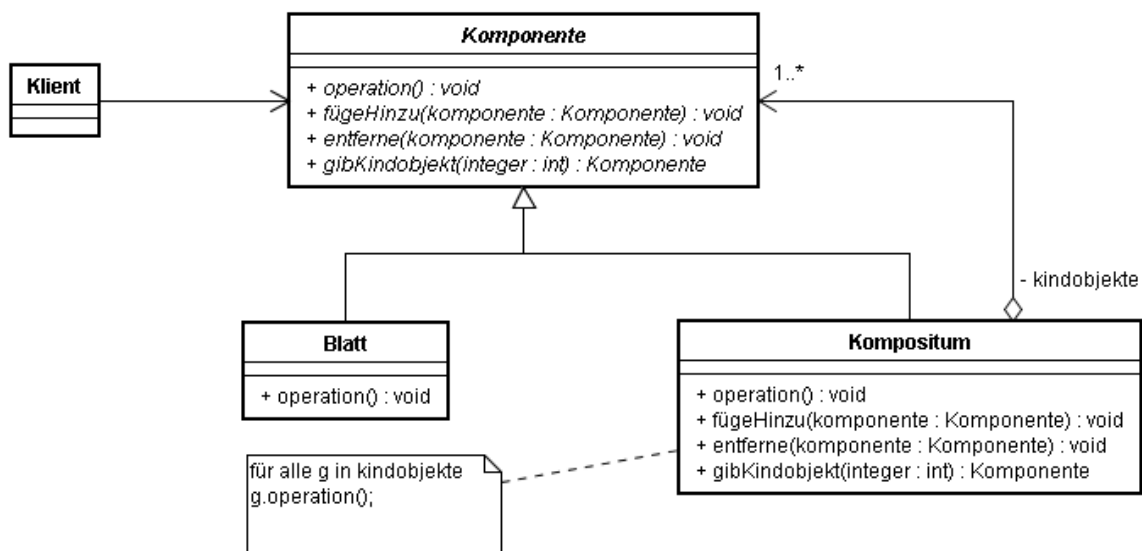 Komponente
+ operation() : void
+ fügeHinzu(komponente : Komponente) : void
+ entferne(komponente : Komponente) : void
+ gibKindobjekt(integer : int) : Komponente
Klient
1..*
- kindobjekte
Blatt
+ operation() : void
Kompositum
+ operation() : void
+ fügeHinzu(komponente : Komponente) : void
+ entferne(komponente : Komponente) : void
+ gibKindobjekt(integer : int) : Komponente
für alle g in kindobjekte
g.operation();